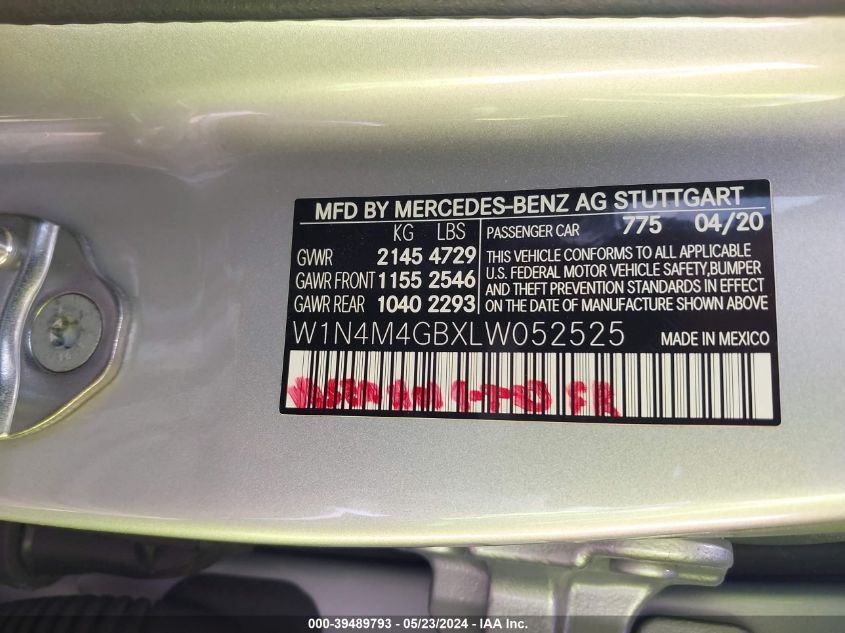 MFD BY MERCEDES-BENZ AG STUTTGART
KG LBS
GVWR 2145 4729
GAWR FRONT 1155 2546
GAWR REAR 1040 2293
PASSENGER CAR 775 04/20
THIS VEHICLE CONFORMS TO ALL APPLICABLE
U.S. FEDERAL MOTOR VEHICLE SAFETY, BUMPER
AND THEFT PREVENTION STANDARDS IN EFFECT
ON THE DATE OF MANUFACTURE SHOWN ABOVE
W1N4M4GBXLW052525 MADE IN MEXICO
000-39489793 - 05/23/2024 - IAA Inc.